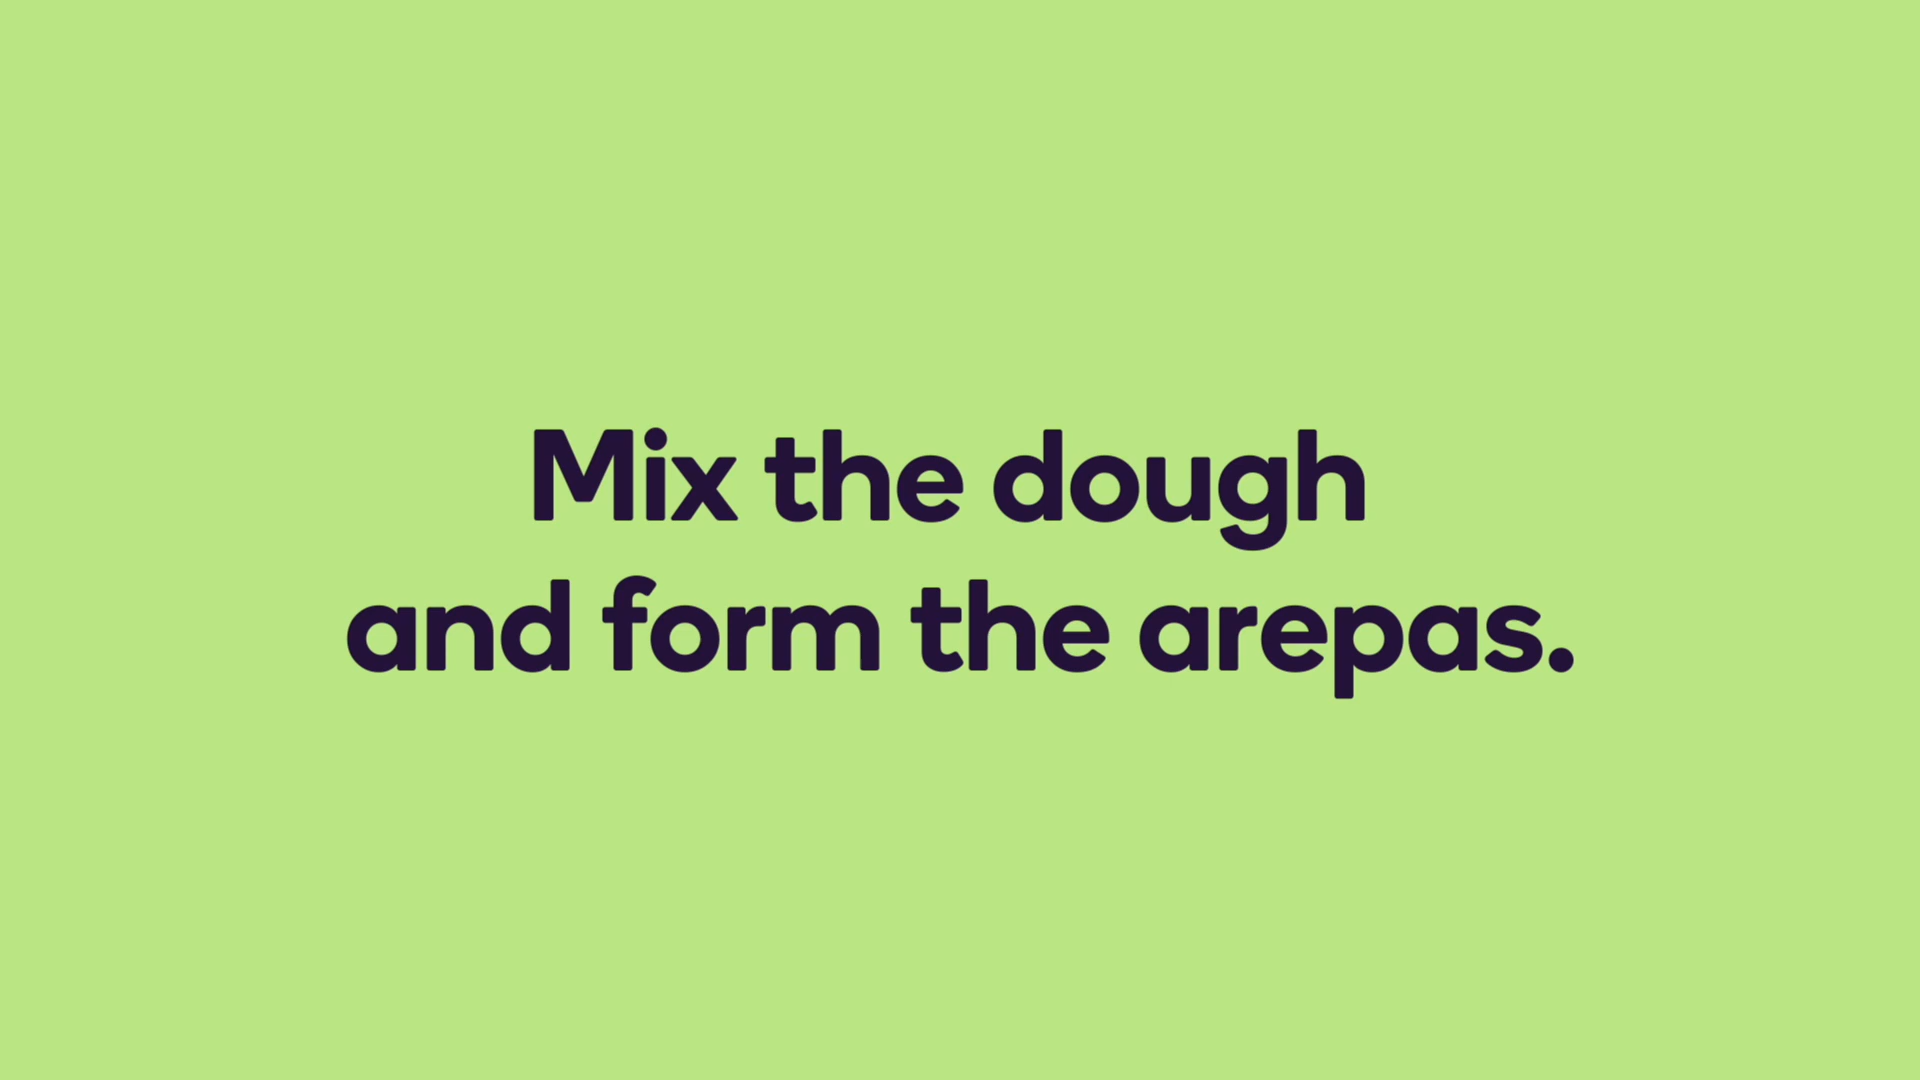 Mix the dough
and form the arepas.